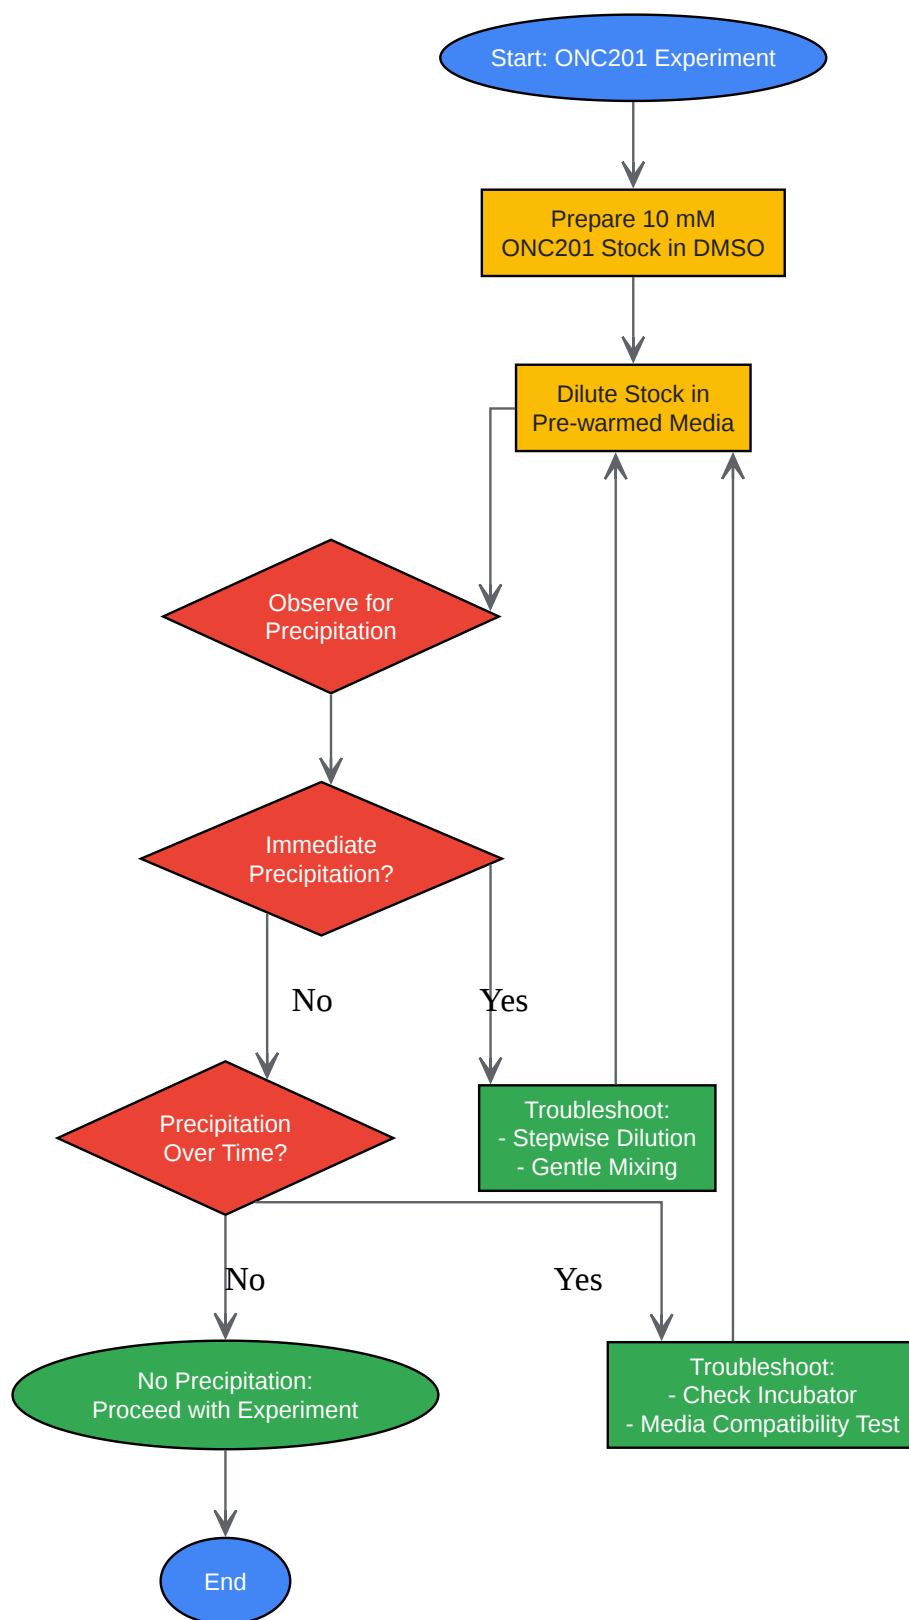 Start: ONC201 Experiment
Prepare 10 mM
ONC201 Stock in DMSO
Dilute Stock in
Pre-warmed Media
Observe for
Precipitation
Immediate
Precipitation?
No
Yes
Precipitation
Over Time?
Troubleshoot:
- Stepwise Dilution
- Gentle Mixing
No
Yes
No Precipitation:
Proceed with Experiment
Troubleshoot:
- Check Incubator
- Media Compatibility Test
End